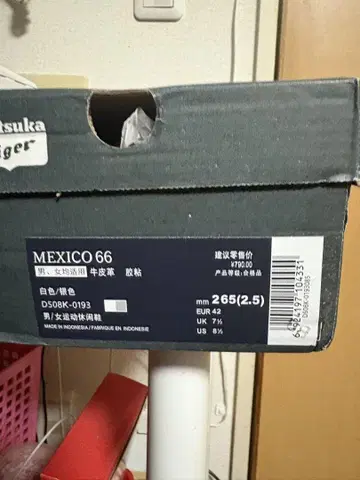 tsuka
iger
MEXICO 66
男、女均适用 牛皮革 胶粘
白色/银色
D50BK-0193
男/女运动休闲鞋
MADE IN INDONESIA / FABRIQUE EN INDONESIE
建议零售价
¥790.00
产品等级:合格品
mm 265(2.5)
EUR 42
UK 7½
US 8½